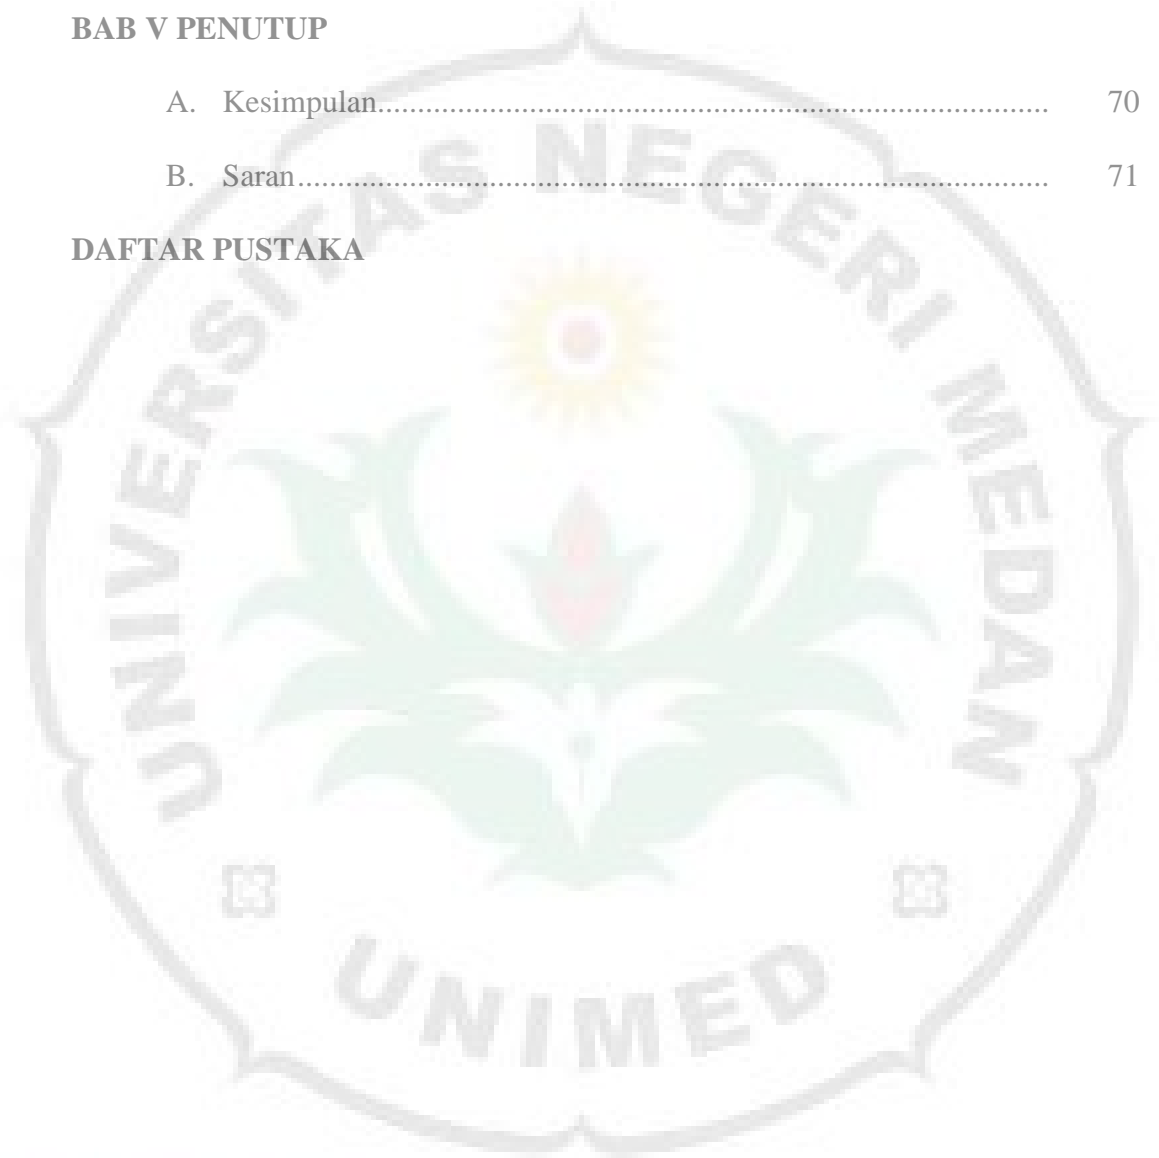 BAB V PENUTUP
A. Kesimpulan.......................................................................................... 70
B. Saran..................................................................................................... 71
DAFTAR PUSTAKA
UNIVERSITAS NEGERI MEDAN
UNIMED